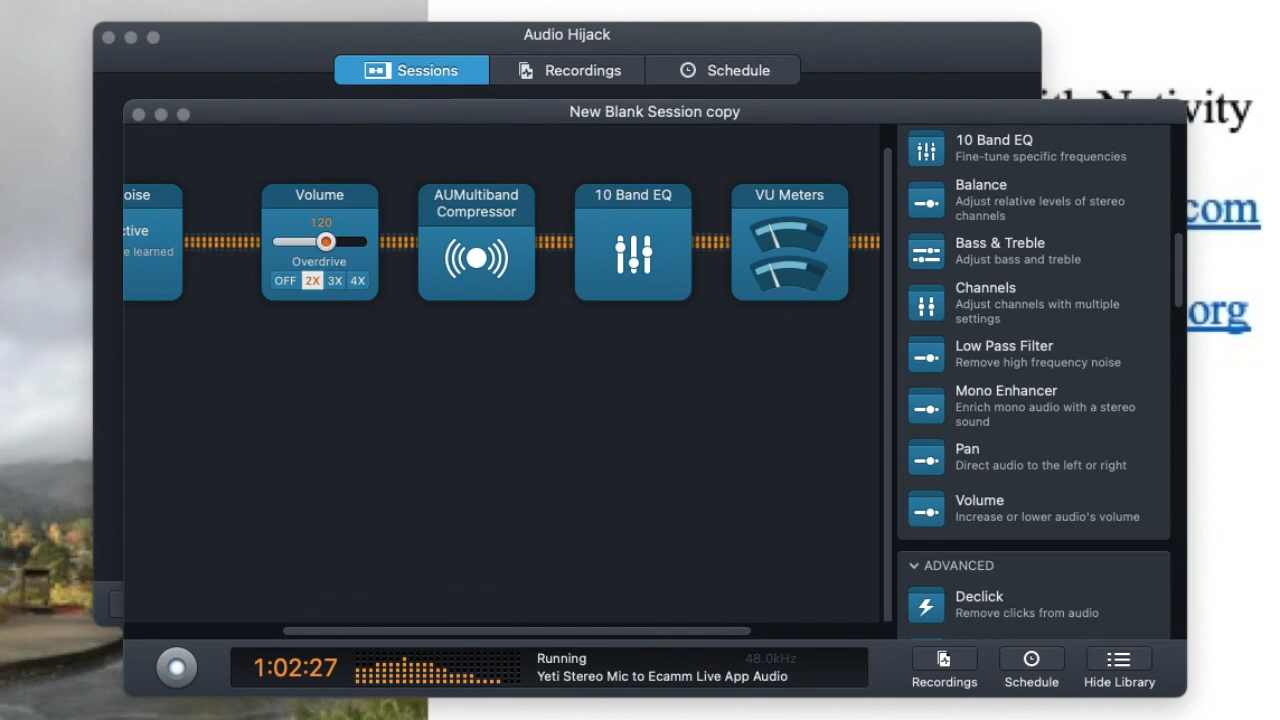 Audio Hijack
Sessions
Recordings
Schedule
New Blank Session copy
vity
com
org
oise
ctive
e learned
Volume
120
Overdrive
OFF 2X 3X 4X
AUMultiband
Compressor
10 Band EQ
VU Meters
10 Band EQ
Fine-tune specific frequencies
Balance
Adjust relative levels of stereo
channels
Bass & Treble
Adjust bass and treble
Channels
Adjust channels with multiple
settings
Low Pass Filter
Remove high frequency noise
Mono Enhancer
Enrich mono audio with a stereo
sound
Pan
Direct audio to the left or right
Volume
Increase or lower audio's volume
ADVANCED
Declick
Remove clicks from audio
1:02:27
Running
48.0kHz
Yeti Stereo Mic to Ecamm Live App Audio
Recordings
Schedule
Hide Library